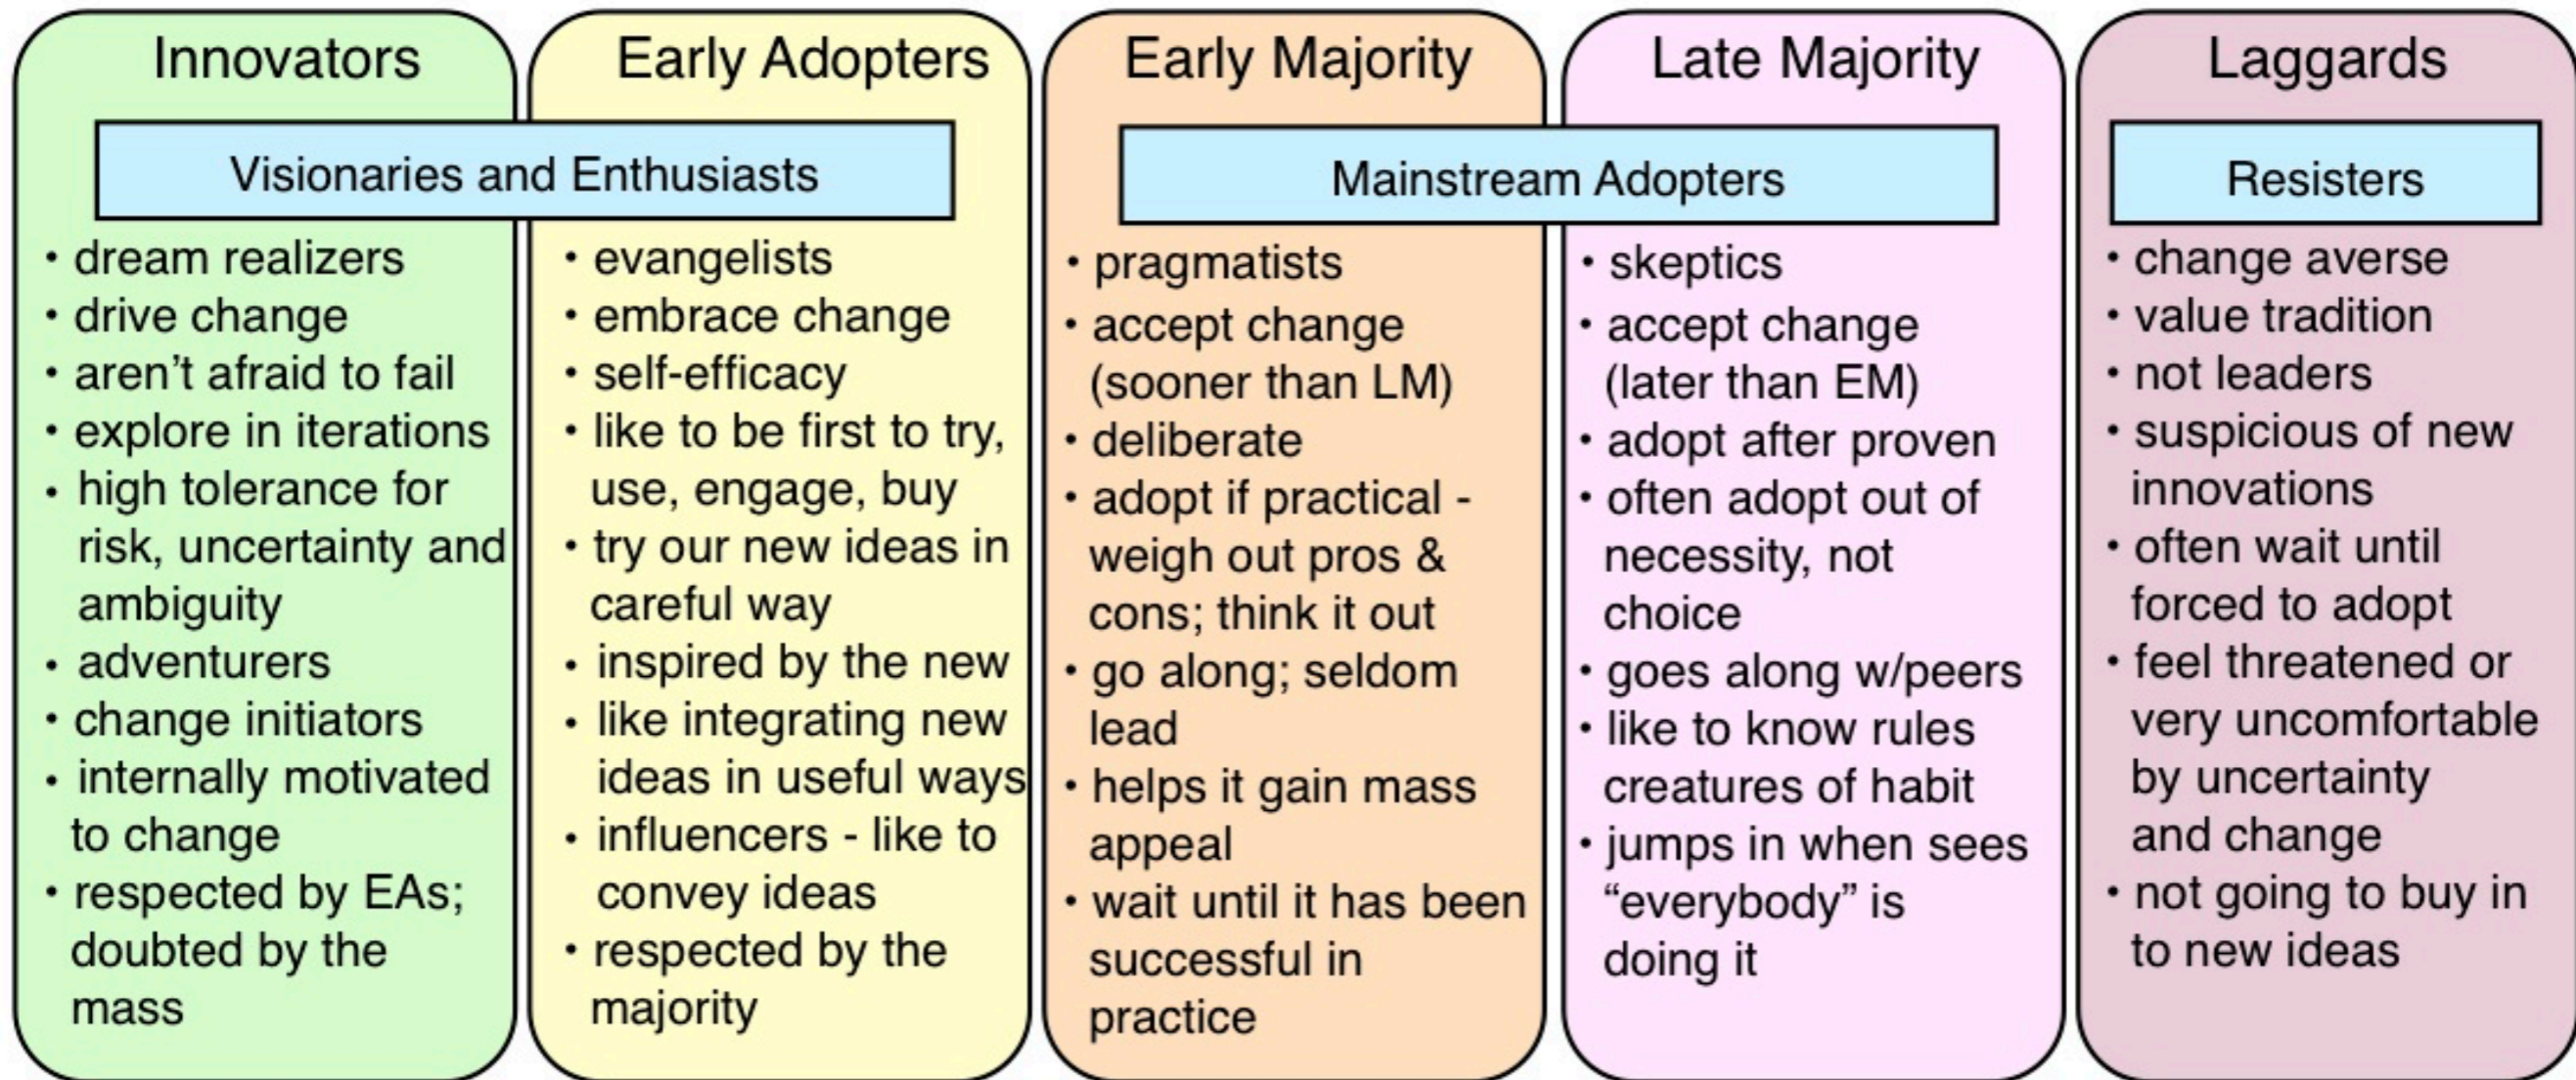 Innovators
Early Adopters
Visionaries and Enthusiasts
• dream realizers
• drive change
• aren't afraid to fail
• explore in iterations
• high tolerance for
risk, uncertainty and
ambiguity
• adventurers
• change initiators
• internally motivated
to change
• respected by EAs;
doubted by the
mass
• evangelists
• embrace change
• self-efficacy
• like to be first to try,
use, engage, buy
• try our new ideas in
careful way
• inspired by the new
• like integrating new
ideas in useful ways
• influencers - like to
convey ideas
• respected by the
majority
Early Majority
Late Majority
Mainstream Adopters
• pragmatists
• accept change
(sooner than LM)
• deliberate
• adopt if practical -
weigh out pros &
cons; think it out
• go along; seldom
lead
• helps it gain mass
appeal
• wait until it has been
successful in
practice
• skeptics
• accept change
(later than EM)
• adopt after proven
• often adopt out of
necessity, not
choice
• goes along w/peers
• like to know rules
creatures of habit
• jumps in when sees
“everybody” is
doing it
Laggards
Resisters
• change averse
• value tradition
• not leaders
• suspicious of new
innovations
• often wait until
forced to adopt
• feel threatened or
very uncomfortable
by uncertainty
and change
• not going to buy in
to new ideas